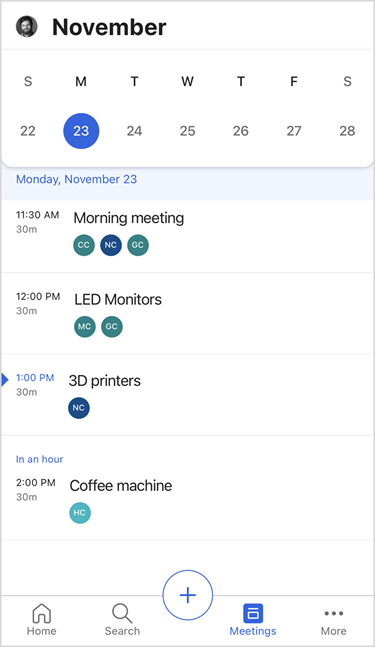 November
S M T W T F S
22 23 24 25 26 27 28
Monday, November 23
11:30 AM Morning meeting
30m
CC NC GC
12:00 PM LED Monitors
30m
MC GC
1:00 PM 3D printers
30m
NC
In an hour
2:00 PM Coffee machine
30m
HC
Home Search Meetings More